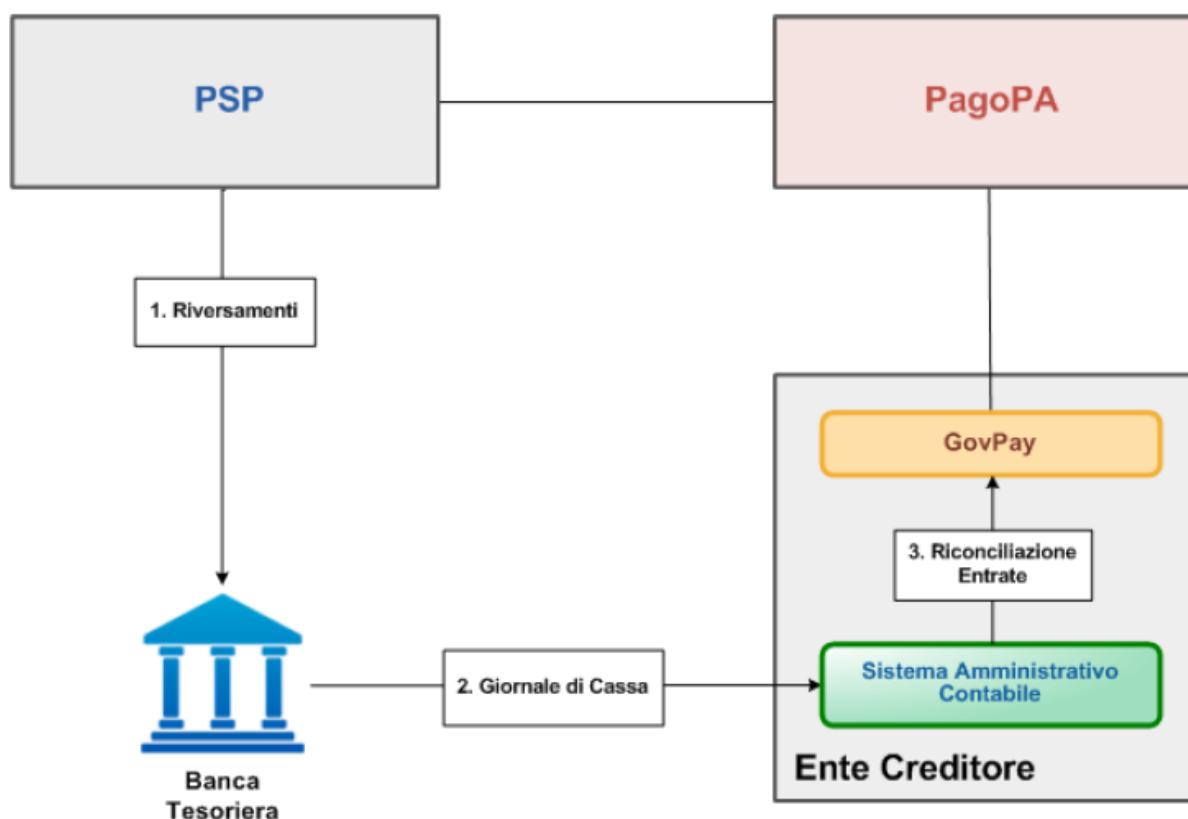 PSP
PagoPA
1. Riversamenti
GovPay
3. Riconciliazione
Entrate
2. Giornale di Cassa
Sistema Amministrativo
Contabile
Ente Creditore
Banca
Tesoriera